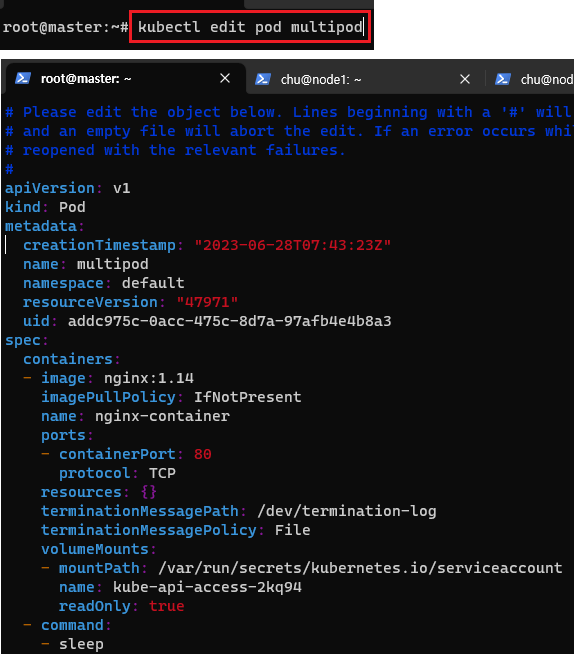 root@master:~# kubectl edit pod multipod
root@master: ~
chu@node1: ~
chu@nod
# Please edit the object below. Lines beginning with a '#' will
# and an empty file will abort the edit. If an error occurs whi
# reopened with the relevant failures.
#
apiVersion: v1
kind: Pod
metadata:
  creationTimestamp: "2023-06-28T07:43:23Z"
  name: multipod
  namespace: default
  resourceVersion: "47971"
  uid: addc975c-0acc-475c-8d7a-97afb4e4b8a3
spec:
  containers:
  - image: nginx:1.14
    imagePullPolicy: IfNotPresent
    name: nginx-container
    ports:
    - containerPort: 80
      protocol: TCP
    resources: {}
    terminationMessagePath: /dev/termination-log
    terminationMessagePolicy: File
    volumeMounts:
    - mountPath: /var/run/secrets/kubernetes.io/serviceaccount
      name: kube-api-access-2kq94
      readOnly: true
  - command:
    - sleep